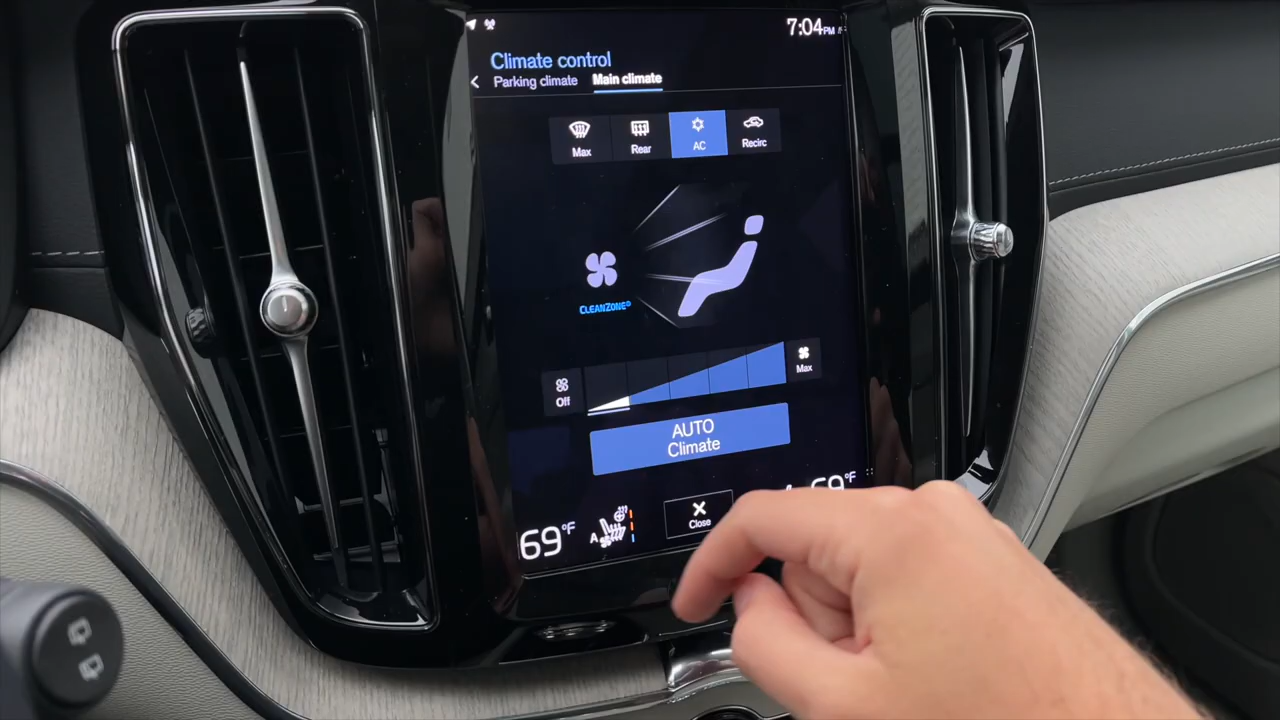 7:04PM
Climate control
Parking climate Main climate
Max Rear AC Recirc
CLEANZONE
Off Max
AUTO
Climate
69°F A Close 69°F